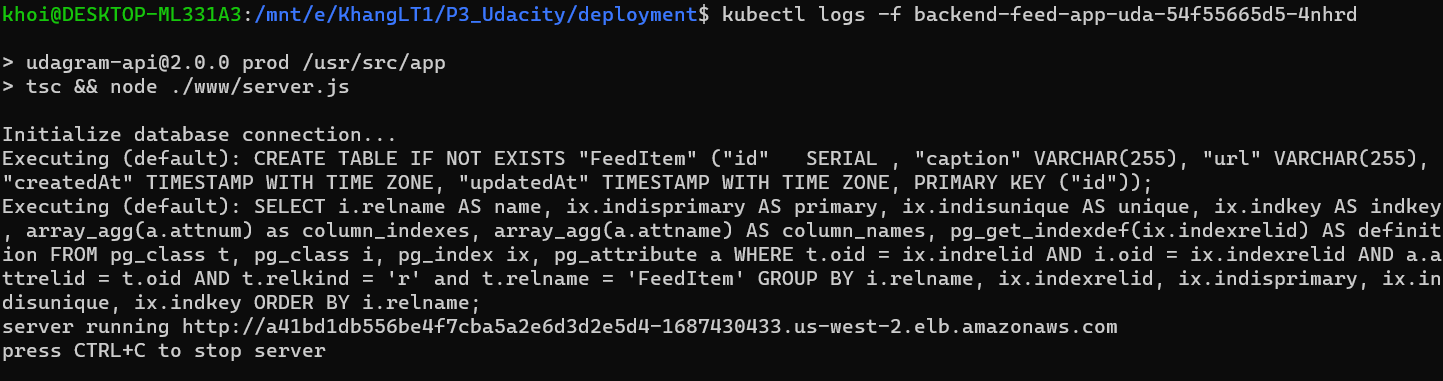 khoi@DESKTOP-ML331A3:/mnt/e/KhangLT1/P3_Udacity/deployment$ kubectl logs -f backend-feed-app-uda-54f55665d5-4nhrd
> udagram-api@2.0.0 prod /usr/src/app
> tsc && node ./www/server.js
Initialize database connection...
Executing (default): CREATE TABLE IF NOT EXISTS "FeedItem" ("id"   SERIAL , "caption" VARCHAR(255), "url" VARCHAR(255),
"createdAt" TIMESTAMP WITH TIME ZONE, "updatedAt" TIMESTAMP WITH TIME ZONE, PRIMARY KEY ("id"));
Executing (default): SELECT i.relname AS name, ix.indisprimary AS primary, ix.indisunique AS unique, ix.indkey AS indkey
, array_agg(a.attnum) as column_indexes, array_agg(a.attname) AS column_names, pg_get_indexdef(ix.indexrelid) AS definit
ion FROM pg_class t, pg_class i, pg_index ix, pg_attribute a WHERE t.oid = ix.indrelid AND i.oid = ix.indexrelid AND a.a
ttrelid = t.oid AND t.relkind = 'r' and t.relname = 'FeedItem' GROUP BY i.relname, ix.indexrelid, ix.indisprimary, ix.in
disunique, ix.indkey ORDER BY i.relname;
server running http://a41bd1db556be4f7cba5a2e6d3d2e5d4-1687430433.us-west-2.elb.amazonaws.com
press CTRL+C to stop server